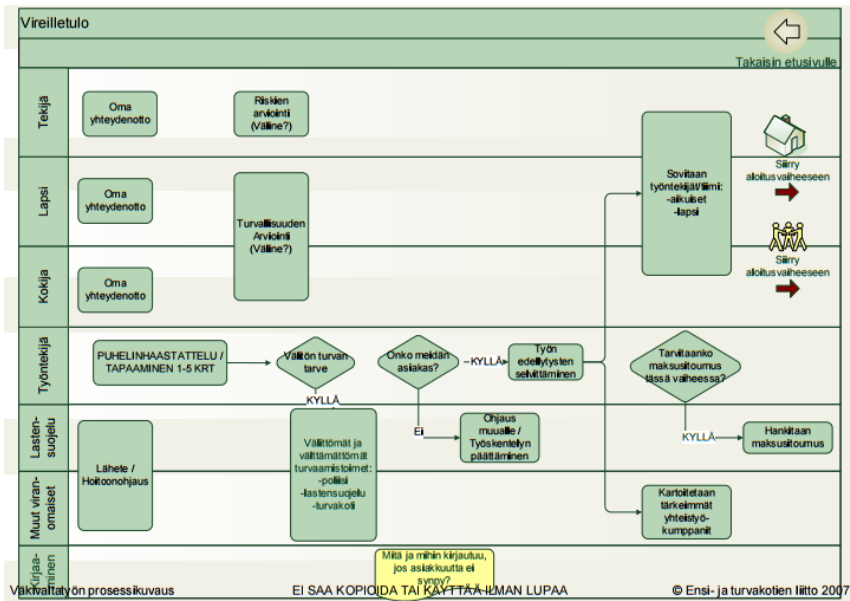 Vireilletulo
Takaisin etusivulle
Tekijä
Oma
yhteydenotto
Riskien
arviointi
(Väline?)
Lapsi
Oma
yhteydenotto
Turvallisuuden
Arviointi
(Väline?)
Sovitaan
työntekijät/tiimi:
-aikuiset
-lapsi
Siirry
aloitusvaiheeseen
Siirry
aloitusvaiheeseen
Kokija
Oma
yhteydenotto
Työntekijä
PUHELINHAASTATTELU /
TAPAAMINEN 1-5 KRT
Välitön turvan
tarve
KYLLÄ
Onko meidän
asiakas?
KYLLÄ
Ei
Työn
edellytysten
selvittäminen
Tarvitaanko
maksusitoumus
tässä vaiheessa?
KYLLÄ
Lasten-
suojelu
Lähete /
Hoitoonohjaus
Välittömät ja
välttämättömät
turvaamistoimet:
-poliisi
-lastensuojelu
-turvakoti
Ohjaus
muualle /
Työskentelyn
päättäminen
Hankitaan
maksusitoumus
Muut viran-
omaiset
Kartoitetaan
tärkeimmät
yhteistyö-
kumppanit
Kirjaa-
minen
Mitä ja mihin kirjautuu,
jos asiakkuutta ei
synny?
Väkivaltatyön prosessikuvaus
EI SAA KOPIOIDA TAI KÄYTTÄÄ ILMAN LUPAA
© Ensi- ja turvakotien liitto 2007